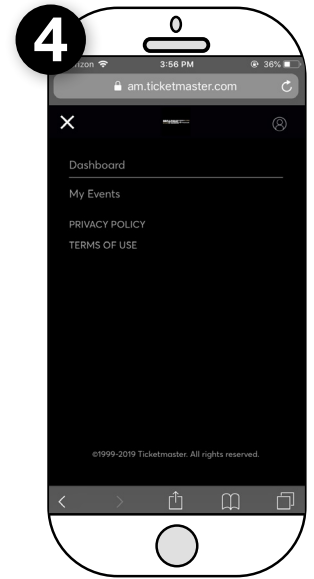 4
3:56 PM
36%
am.ticketmaster.com
Dashboard
My Events
PRIVACY POLICY
TERMS OF USE
©1999-2019 Ticketmaster. All rights reserved.